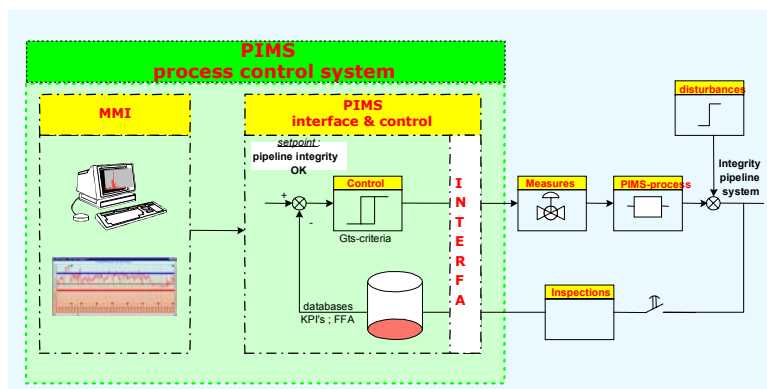 PIMS
process control system
MMI
PIMS
interface & control
setpoint :
pipeline integrity
OK
+
-
Control
Gts-criteria
databases
KPI's ; FFA
I
N
T
E
R
F
A
Measures
PIMS-process
disturbances
Integrity
pipeline
system
Inspections